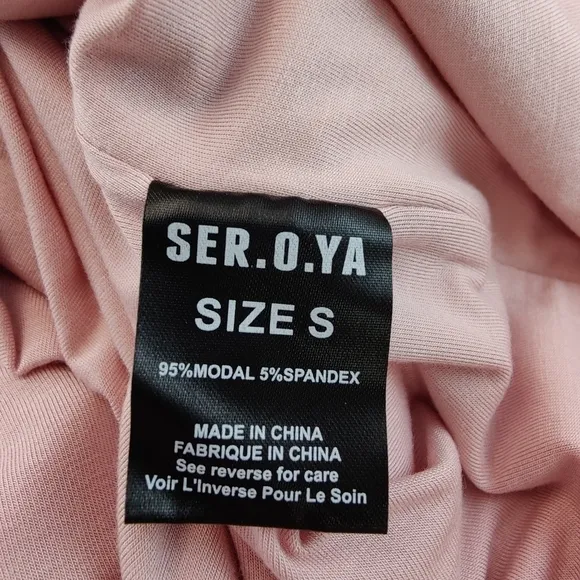 SER.O.YA
SIZE S
95%MODAL 5%SPANDEX
MADE IN CHINA
FABRIQUE IN CHINA
See reverse for care
Voir L'Inverse Pour Le Soin